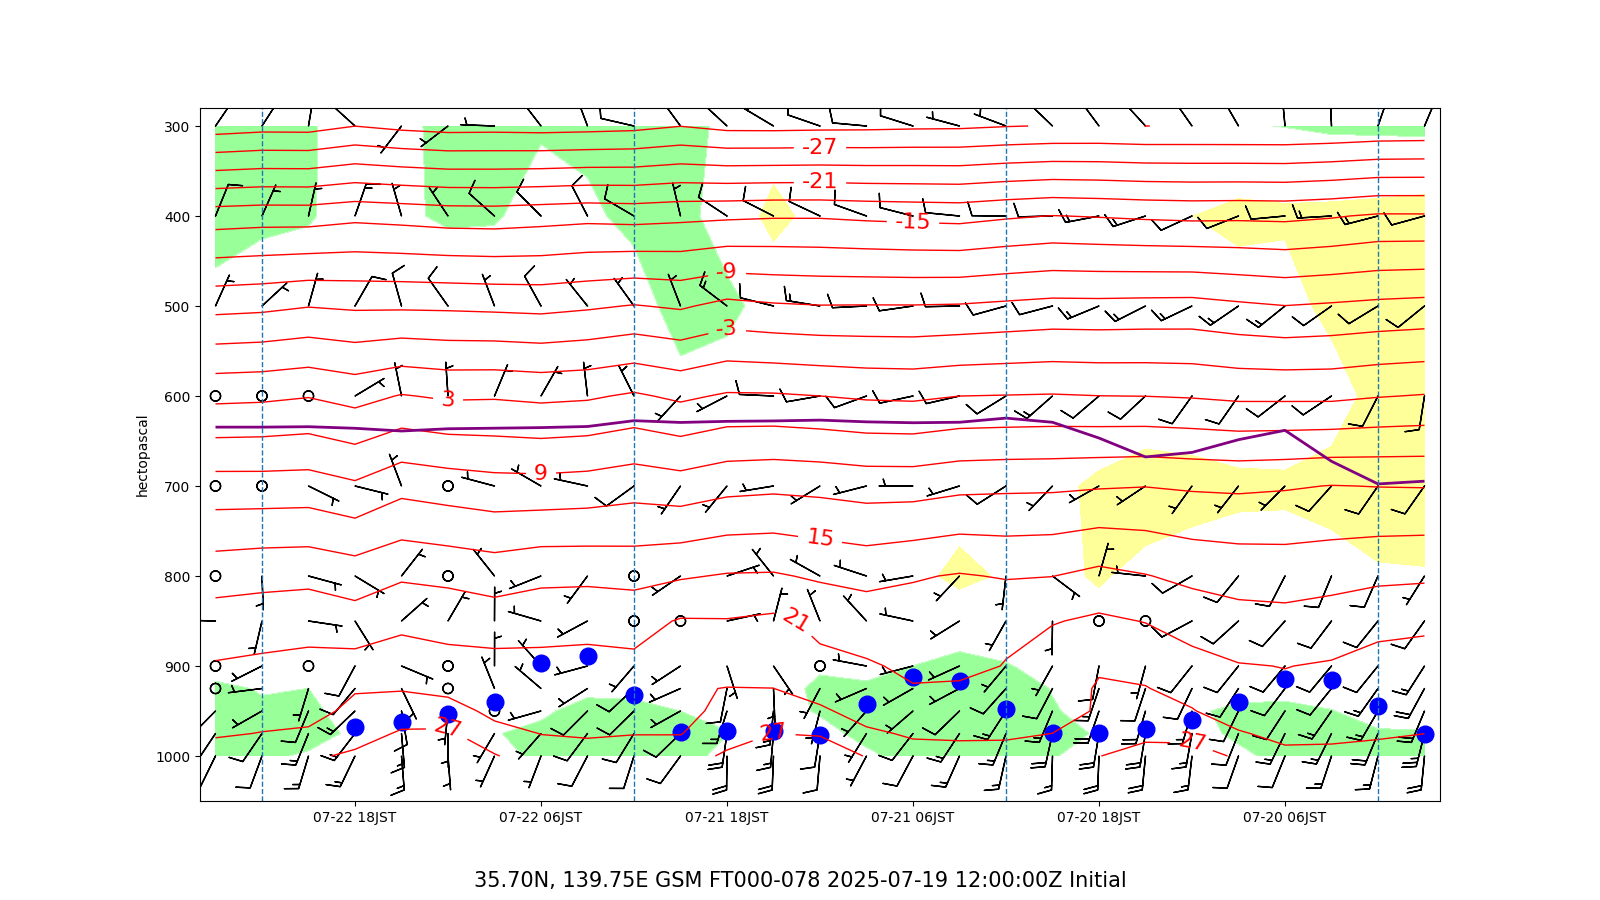 300
400
500
600
700
800
900
1000
hectopascal
-27
-21
-15
-9
-3
3
9
15
21
27
27
27
07-22 18JST
07-22 06JST
07-21 18JST
07-21 06JST
07-20 18JST
07-20 06JST
35.70N, 139.75E GSM FT000-078 2025-07-19 12:00:00Z Initial